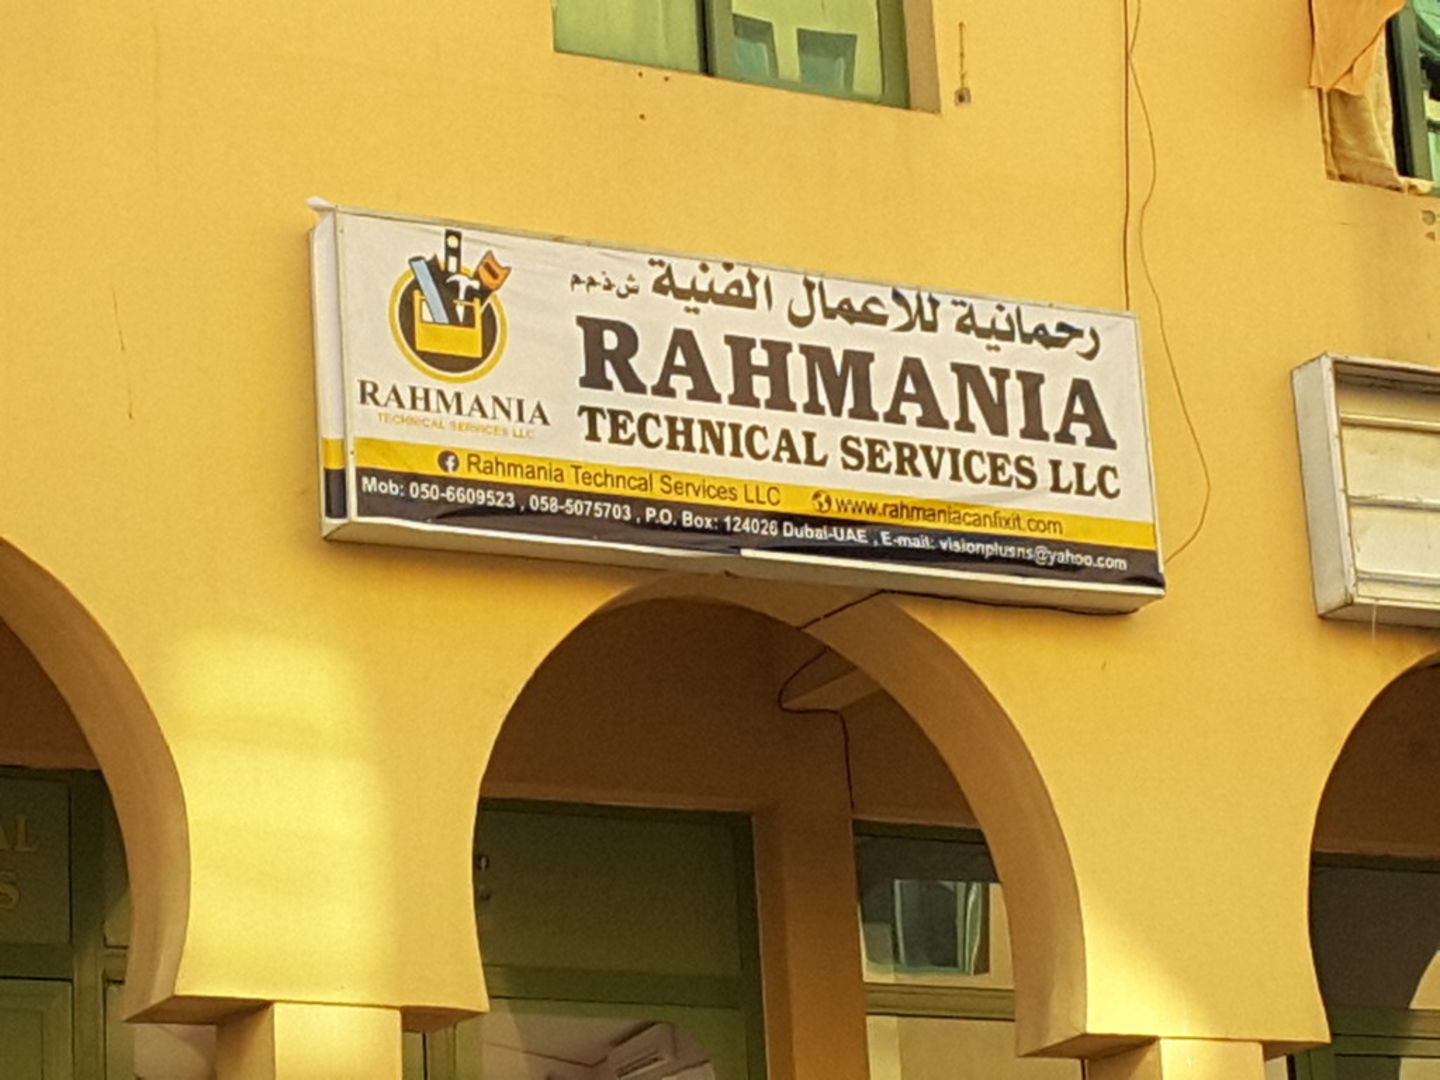 رحمانية للاعمال الفنية ش.ذ.م.م
RAHMANIA
TECHNICAL SERVICES LLC
RAHMANIA
TECHNICAL SERVICES LLC
Rahmania Techncal Services LLC www.rahmaniacanfixit.com
Mob: 050-6609523 , 058-5075703 , P.O. Box: 124026 Dubai-UAE , E-mail: visionplusns@yahoo.com
AL
S